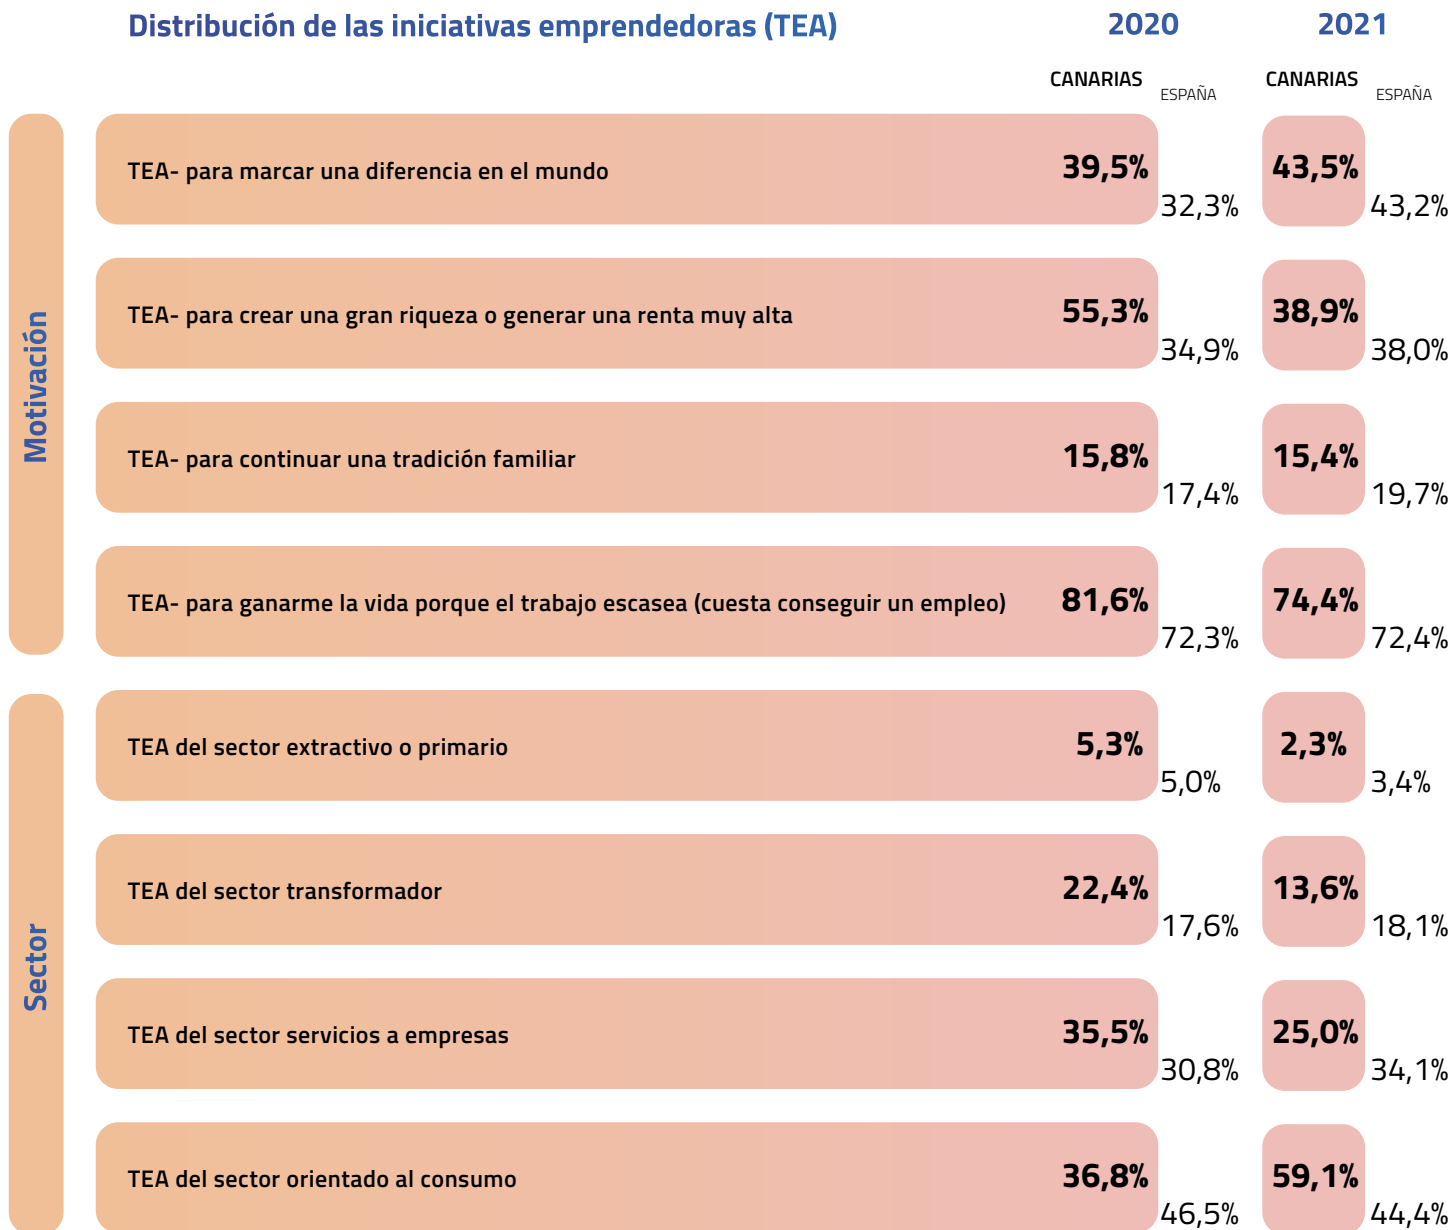 Distribución de las iniciativas emprendedoras (TEA) 2020 2021
CANARIAS ESPAÑA CANARIAS ESPAÑA
Motivación
TEA- para marcar una diferencia en el mundo 39,5% 32,3% 43,5% 43,2%
TEA- para crear una gran riqueza o generar una renta muy alta 55,3% 34,9% 38,9% 38,0%
TEA- para continuar una tradición familiar 15,8% 17,4% 15,4% 19,7%
TEA- para ganarme la vida porque el trabajo escasea (cuesta conseguir un empleo) 81,6% 72,3% 74,4% 72,4%
Sector
TEA del sector extractivo o primario 5,3% 5,0% 2,3% 3,4%
TEA del sector transformador 22,4% 17,6% 13,6% 18,1%
TEA del sector servicios a empresas 35,5% 30,8% 25,0% 34,1%
TEA del sector orientado al consumo 36,8% 46,5% 59,1% 44,4%